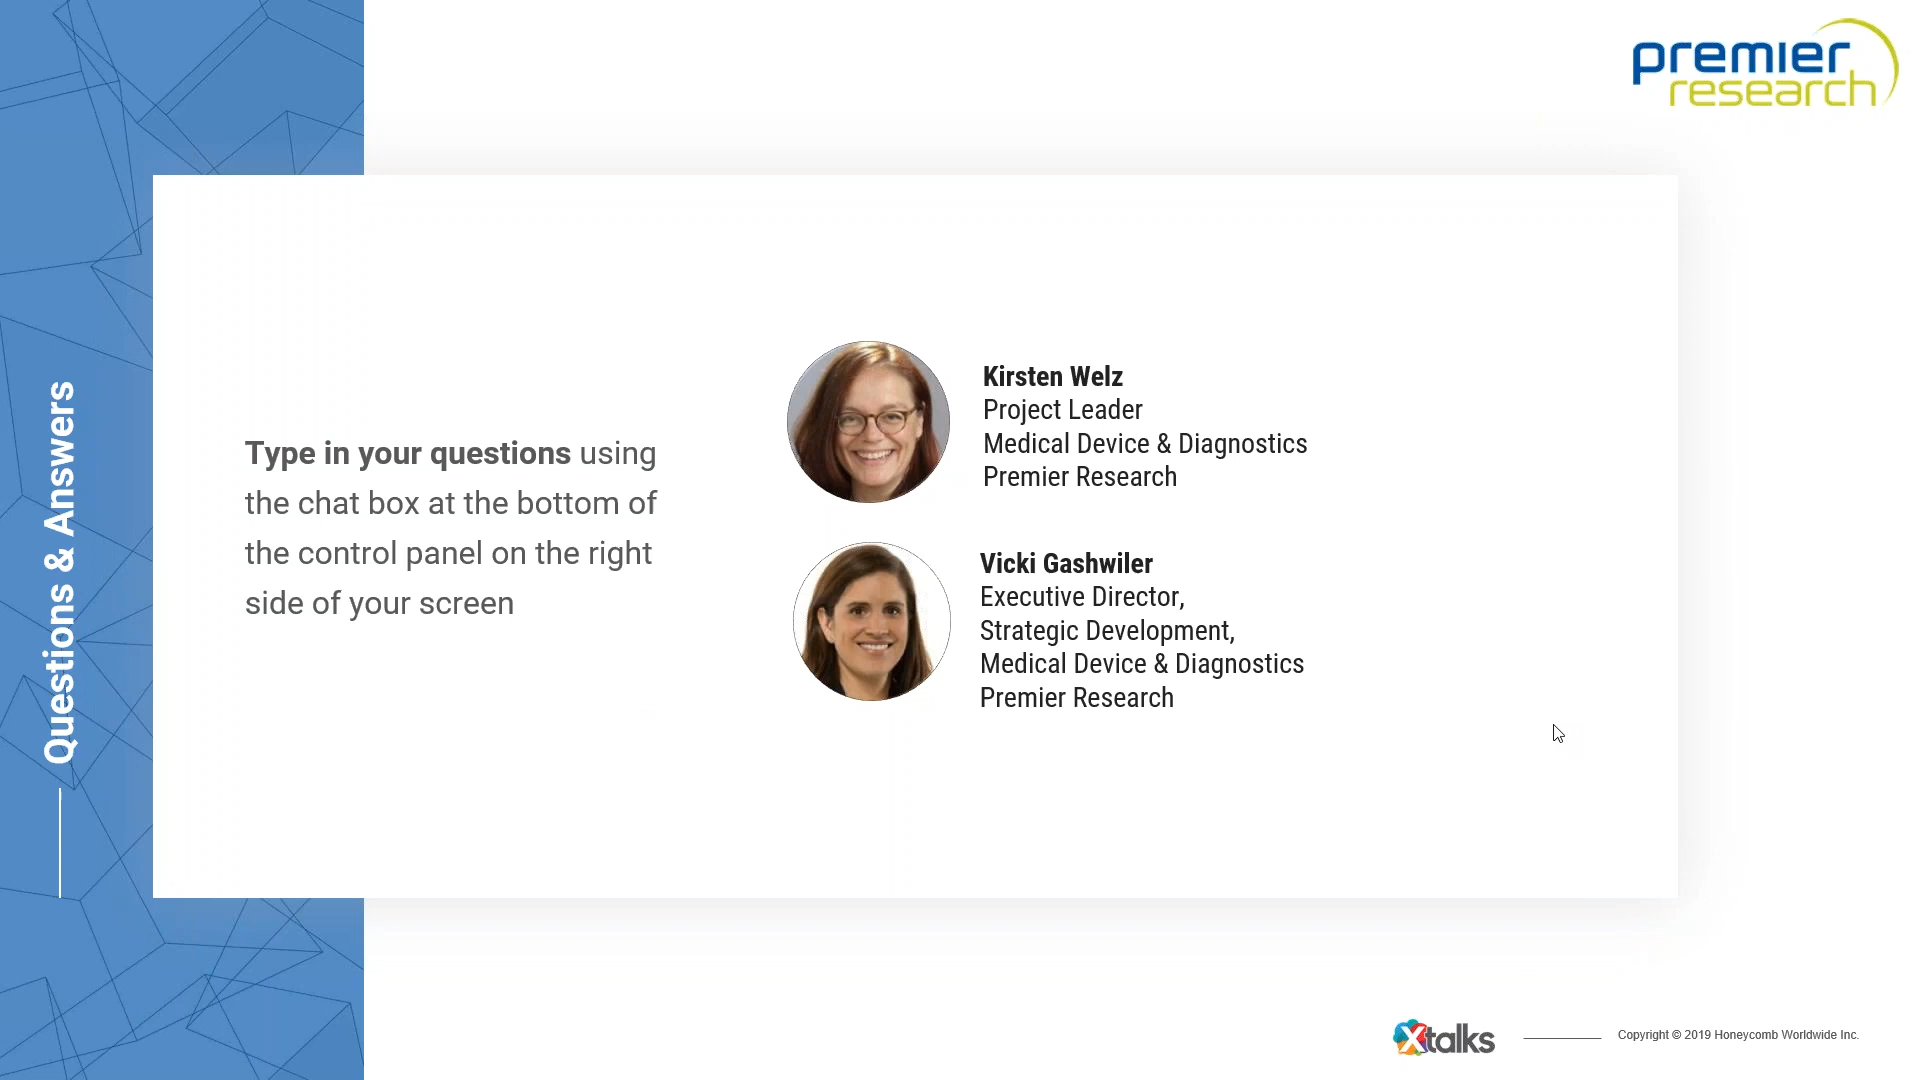 premier
research
Questions & Answers
Type in your questions using
the chat box at the bottom of
the control panel on the right
side of your screen
Kirsten Welz
Project Leader
Medical Device & Diagnostics
Premier Research
Vicki Gashwiler
Executive Director,
Strategic Development,
Medical Device & Diagnostics
Premier Research
Xtalks
Copyright © 2019 Honeycomb Worldwide Inc.